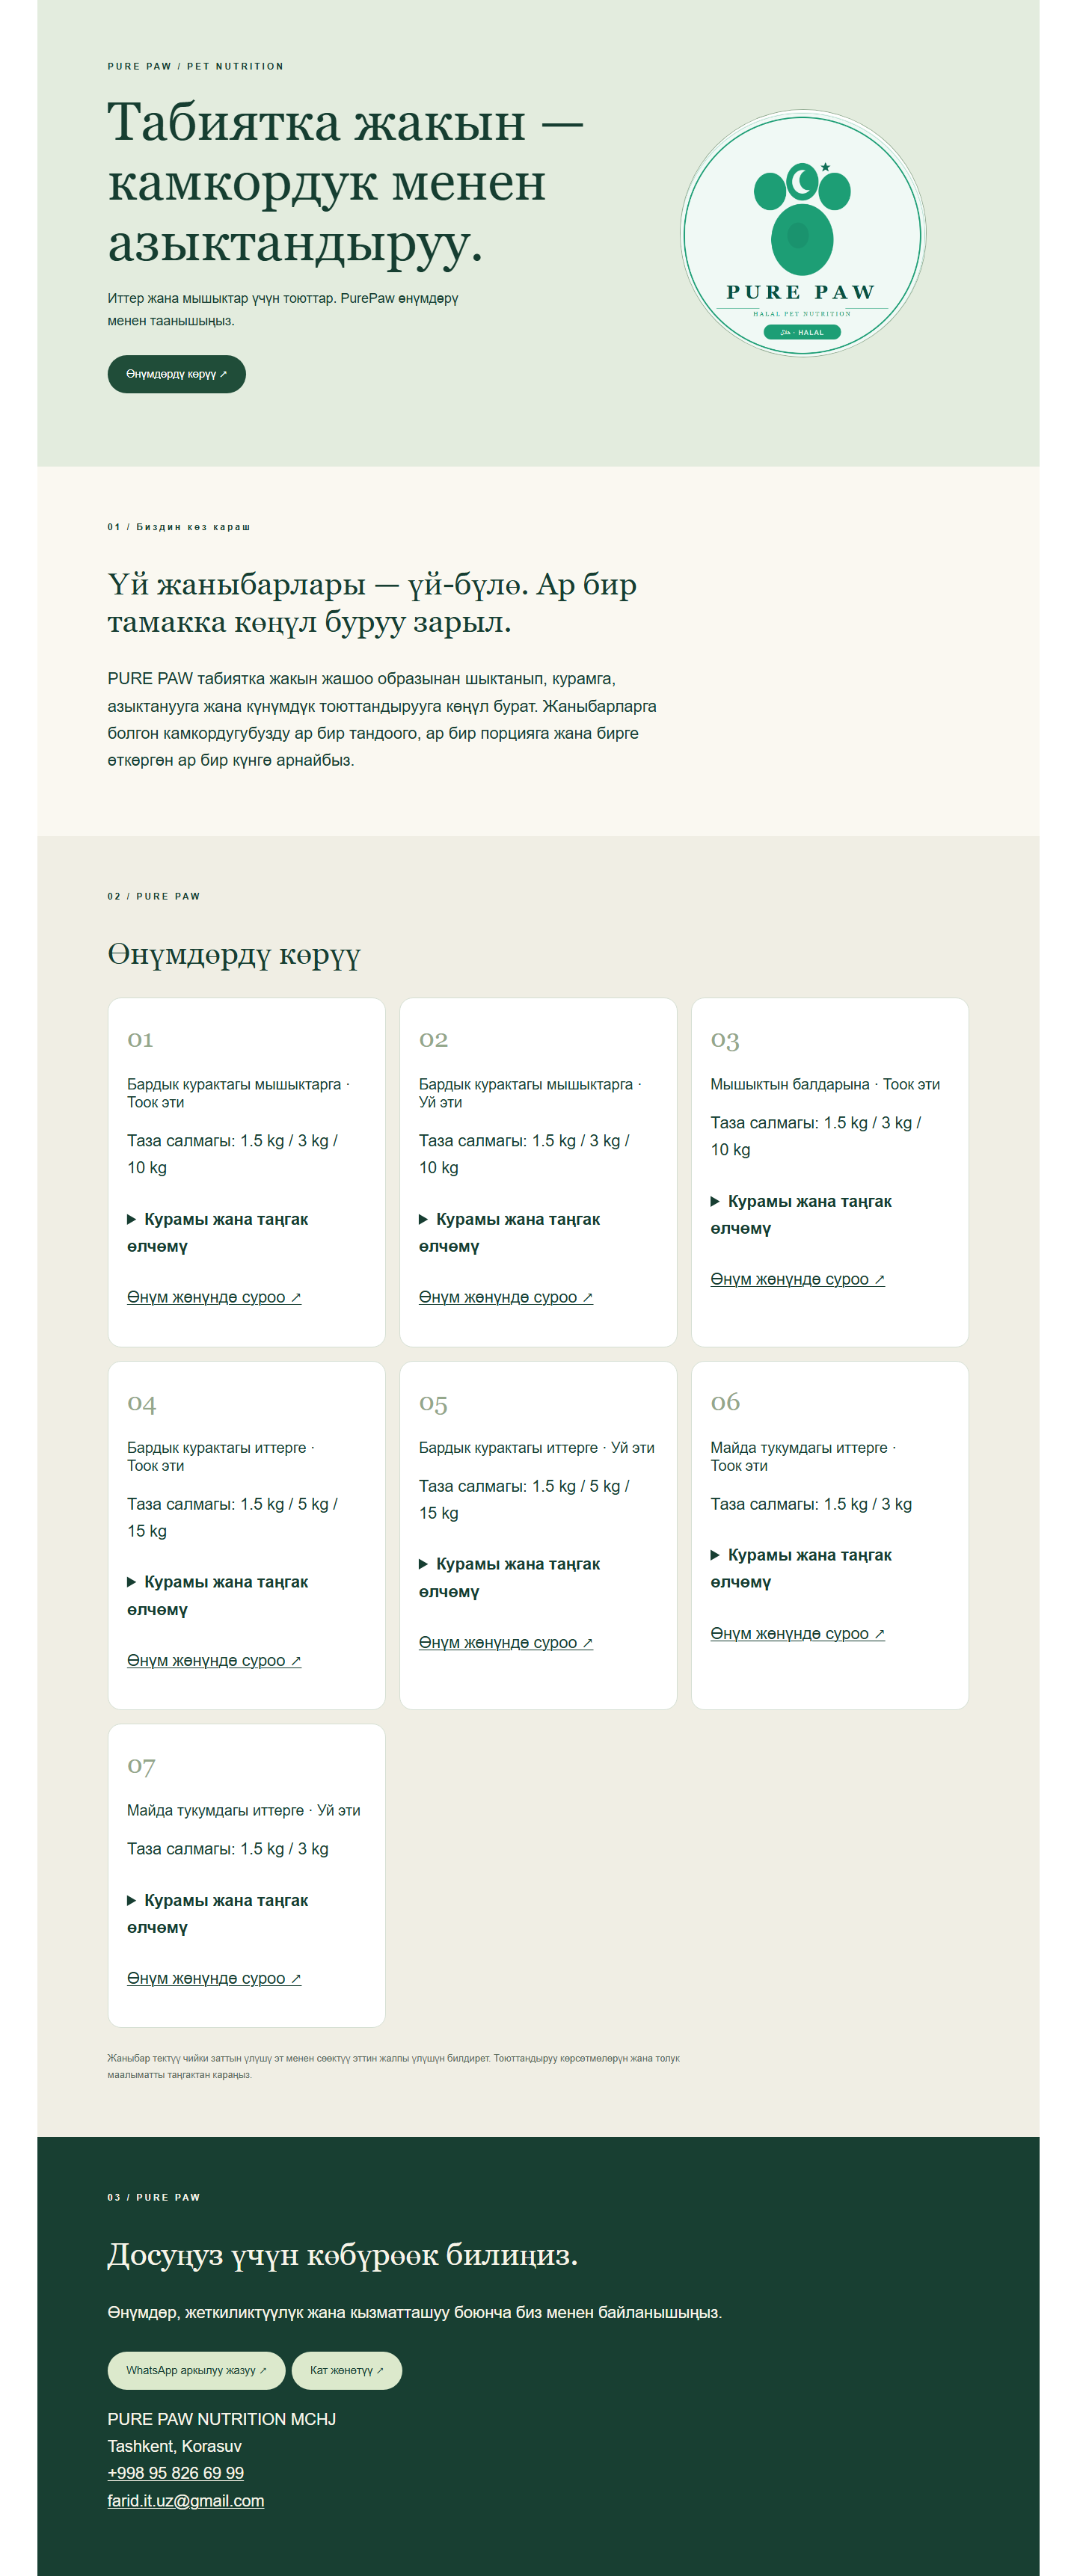 PURE PAW / PET NUTRITION
Табиятка жакын —
камкордук менен
азыктандыруу.
Иттер жана мышыктар үчүн тоюттар. PurePaw өнүмдөрү
менен таанышыңыз.
Өнүмдөрдү көрүү ↗
PURE PAW
HALAL PET NUTRITION
حلال · HALAL
01 / Биздин көз караш
Үй жаныбарлары — үй-бүлө. Ар бир
тамакка көңүл буруу зарыл.
PURE PAW табиятка жакын жашоо образынан шыктанып, курамга,
азыктанууга жана күнүмдүк тоюттандырууга көңүл бурат. Жаныбарларга
болгон камкордугубузду ар бир тандоого, ар бир порцияга жана бирге
өткөргөн ар бир күнгө арнайбыз.
02 / PURE PAW
Өнүмдөрдү көрүү
01
Бардык курактагы мышыктарга ·
Тоок эти
Таза салмагы: 1.5 kg / 3 kg /
10 kg
▶ Курамы жана таңгак
өлчөмү
Өнүм жөнүндө суроо ↗
02
Бардык курактагы мышыктарга ·
Уй эти
Таза салмагы: 1.5 kg / 3 kg /
10 kg
▶ Курамы жана таңгак
өлчөмү
Өнүм жөнүндө суроо ↗
03
Мышыктын балдарына · Тоок эти
Таза салмагы: 1.5 kg / 3 kg /
10 kg
▶ Курамы жана таңгак
өлчөмү
Өнүм жөнүндө суроо ↗
04
Бардык курактагы иттерге ·
Тоок эти
Таза салмагы: 1.5 kg / 5 kg /
15 kg
▶ Курамы жана таңгак
өлчөмү
Өнүм жөнүндө суроо ↗
05
Бардык курактагы иттерге · Уй эти
Таза салмагы: 1.5 kg / 5 kg /
15 kg
▶ Курамы жана таңгак
өлчөмү
Өнүм жөнүндө суроо ↗
06
Майда тукумдагы иттерге ·
Тоок эти
Таза салмагы: 1.5 kg / 3 kg
▶ Курамы жана таңгак
өлчөмү
Өнүм жөнүндө суроо ↗
07
Майда тукумдагы иттерге · Уй эти
Таза салмагы: 1.5 kg / 3 kg
▶ Курамы жана таңгак
өлчөмү
Өнүм жөнүндө суроо ↗
Жаныбар тектүү чийки заттын үлүшү эт менен сөөктүү эттин жалпы үлүшүн билдирет. Тоюттандыруу көрсөтмөлөрүн жана толук
маалыматты таңгактан караңыз.
03 / PURE PAW
Досуңуз үчүн көбүрөөк билиңиз.
Өнүмдөр, жеткиликтүүлүк жана кызматташуу боюнча биз менен байланышыңыз.
WhatsApp аркылуу жазуу ↗
Кат жөнөтүү ↗
PURE PAW NUTRITION MCHJ
Tashkent, Korasuv
+998 95 826 69 99
farid.it.uz@gmail.com